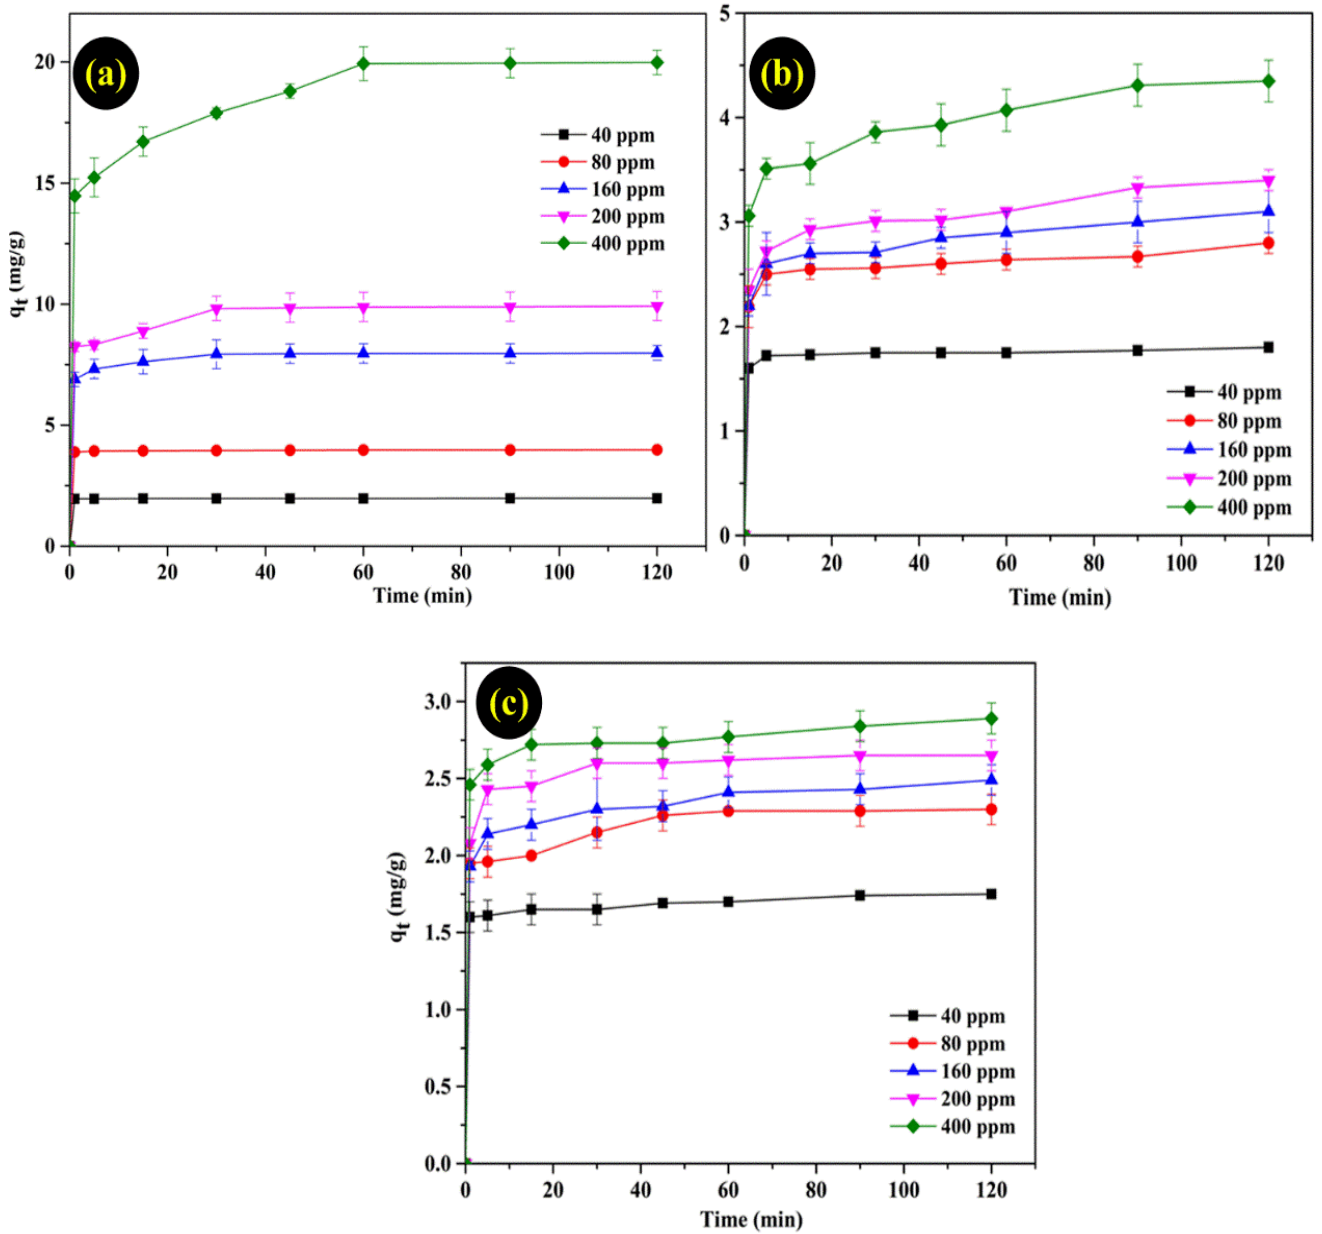 (a)
20
15
10
5
0
qt (mg/g)
40 ppm
80 ppm
160 ppm
200 ppm
400 ppm
0 20 40 60 80 100 120
Time (min)
(b)
5
4
3
2
1
0
40 ppm
80 ppm
160 ppm
200 ppm
400 ppm
0 20 40 60 80 100 120
Time (min)
(c)
3.0
2.5
2.0
1.5
1.0
0.5
0.0
qt (mg/g)
40 ppm
80 ppm
160 ppm
200 ppm
400 ppm
0 20 40 60 80 100 120
Time (min)